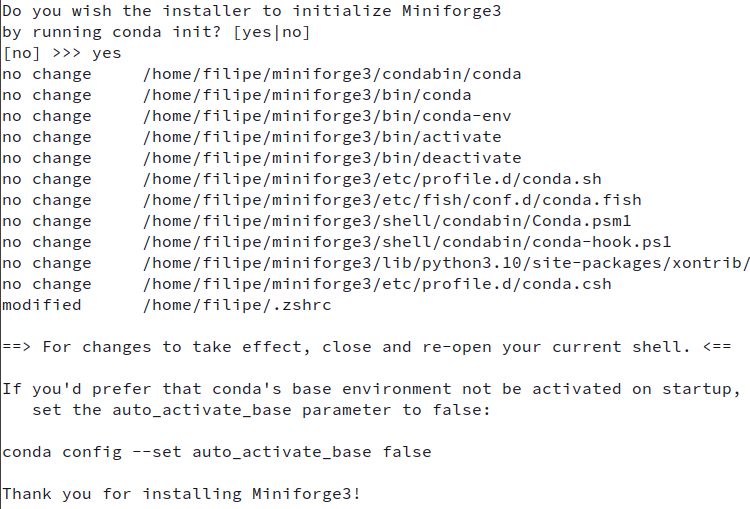 Do you wish the installer to initialize Miniforge3
by running conda init? [yes|no]
[no] >>> yes
no change     /home/filipe/miniforge3/condabin/conda
no change     /home/filipe/miniforge3/bin/conda
no change     /home/filipe/miniforge3/bin/conda-env
no change     /home/filipe/miniforge3/bin/activate
no change     /home/filipe/miniforge3/bin/deactivate
no change     /home/filipe/miniforge3/etc/profile.d/conda.sh
no change     /home/filipe/miniforge3/etc/fish/conf.d/conda.fish
no change     /home/filipe/miniforge3/shell/condabin/Conda.psm1
no change     /home/filipe/miniforge3/shell/condabin/conda-hook.ps1
no change     /home/filipe/miniforge3/lib/python3.10/site-packages/xontrib/
no change     /home/filipe/miniforge3/etc/profile.d/conda.csh
modified      /home/filipe/.zshrc

==> For changes to take effect, close and re-open your current shell. <==

If you'd prefer that conda's base environment not be activated on startup,
   set the auto_activate_base parameter to false:

conda config --set auto_activate_base false

Thank you for installing Miniforge3!